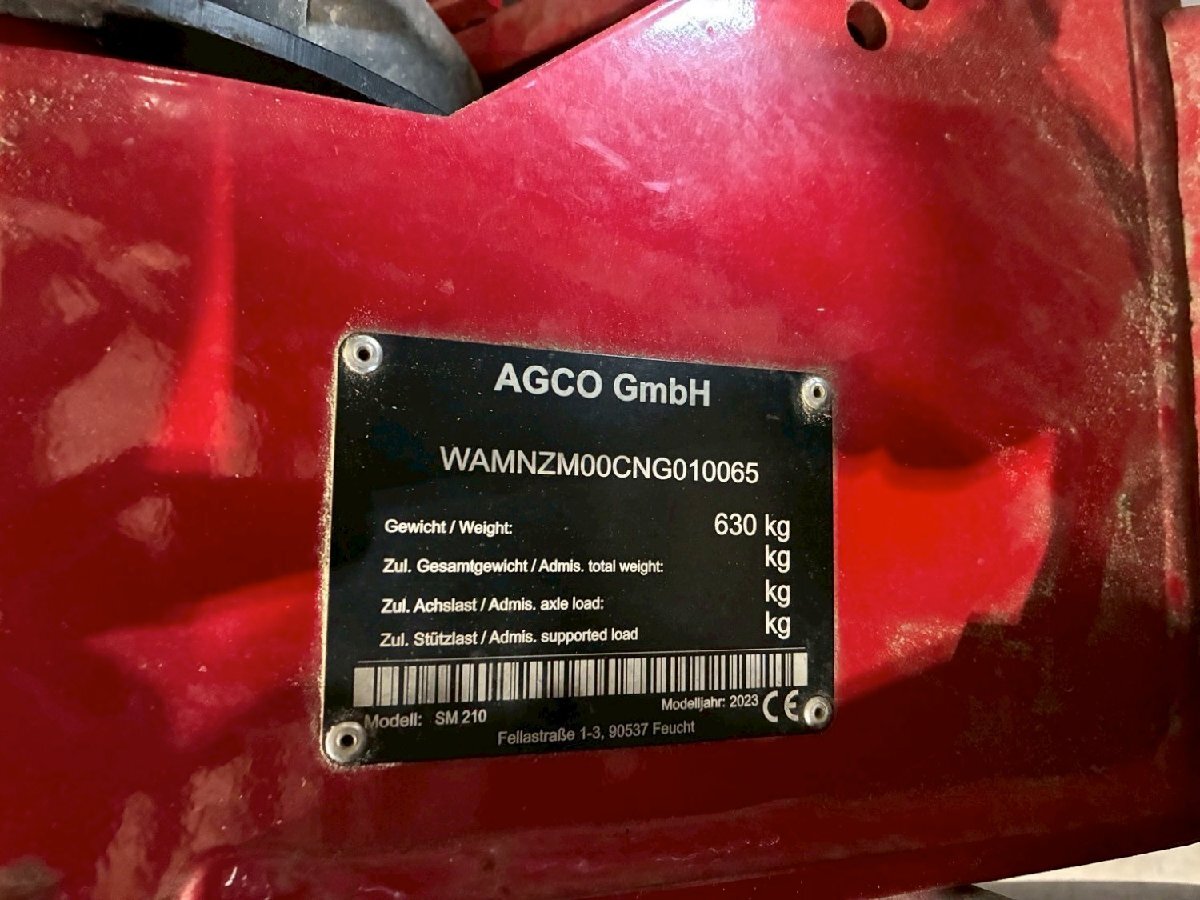 AGCO GmbH
WAMNZM00CNG010065
Gewicht / Weight: 630 kg
Zul. Gesamtgewicht / Admis. total weight: kg
Zul. Achslast / Admis. axle load: kg
Zul. Stützlast / Admis. supported load kg
Modell: SM 210 Modelljahr: 2023 CE
Fellastraße 1-3, 90537 Feucht